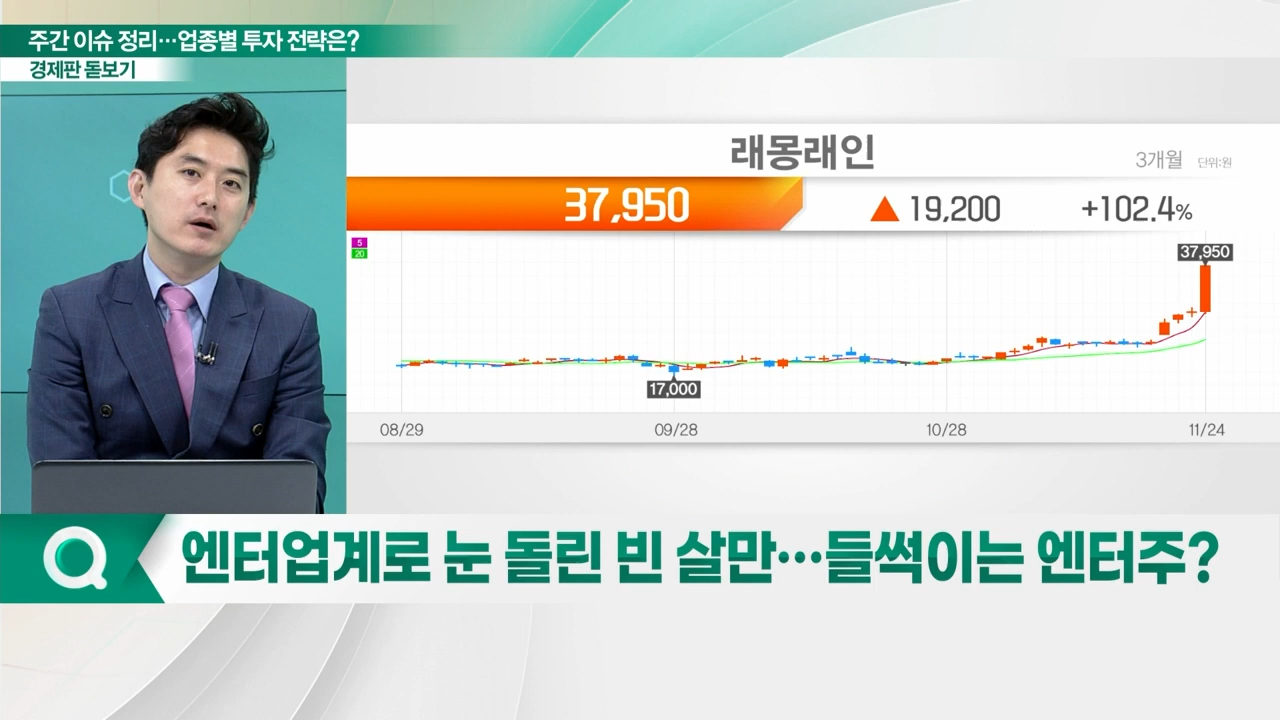 주간 이슈 정리…업종별 투자 전략은?
경제판 돋보기
래몽래인
3개월 단위:원
37,950 ▲ 19,200 +102.4%
5
20
37,950
17,000
08/29 09/28 10/28 11/24
Q 엔터업계로 눈 돌린 빈 살만…들썩이는 엔터주?